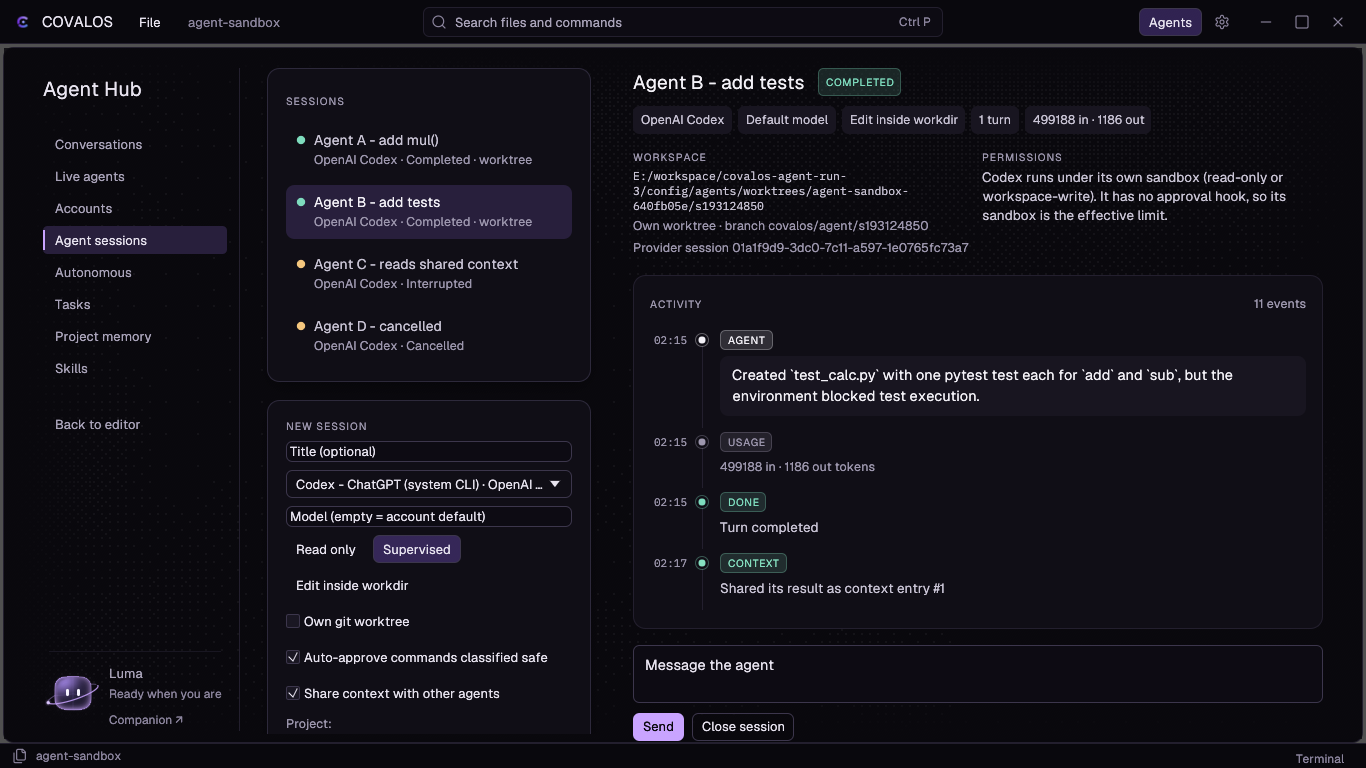 COVALOS File agent-sandbox Search files and commands Ctrl P Agents
Agent Hub
Conversations
Live agents
Accounts
Agent sessions
Autonomous
Tasks
Project memory
Skills
Back to editor
Luma
Ready when you are
Companion ↗
SESSIONS
Agent A - add mul()
OpenAI Codex · Completed · worktree
Agent B - add tests
OpenAI Codex · Completed · worktree
Agent C - reads shared context
OpenAI Codex · Interrupted
Agent D - cancelled
OpenAI Codex · Cancelled
NEW SESSION
Title (optional)
Codex - ChatGPT (system CLI) · OpenAI ...
Model (empty = account default)
Read only Supervised
Edit inside workdir
Own git worktree
Auto-approve commands classified safe
Share context with other agents
Project:
Agent B - add tests COMPLETED
OpenAI Codex Default model Edit inside workdir 1 turn 499188 in · 1186 out
WORKSPACE
E:/workspace/covalos-agent-run-
3/config/agents/worktrees/agent-sandbox-
640fb05e/s193124850
Own worktree · branch covalos/agent/s193124850
Provider session 01a1f9d9-3dc0-7c11-a597-1e0765fc73a7
PERMISSIONS
Codex runs under its own sandbox (read-only or
workspace-write). It has no approval hook, so its
sandbox is the effective limit.
ACTIVITY 11 events
02:15 AGENT
Created `test_calc.py` with one pytest test each for `add` and `sub`, but the
environment blocked test execution.
02:15 USAGE
499188 in · 1186 out tokens
02:15 DONE
Turn completed
02:17 CONTEXT
Shared its result as context entry #1
Message the agent
Send Close session
agent-sandbox Terminal